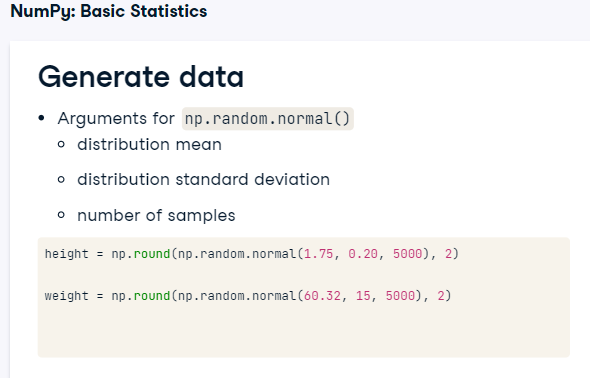 NumPy: Basic Statistics
Generate data
• Arguments for np.random.normal()
∘ distribution mean
∘ distribution standard deviation
∘ number of samples
height = np.round(np.random.normal(1.75, 0.20, 5000), 2)
weight = np.round(np.random.normal(60.32, 15, 5000), 2)